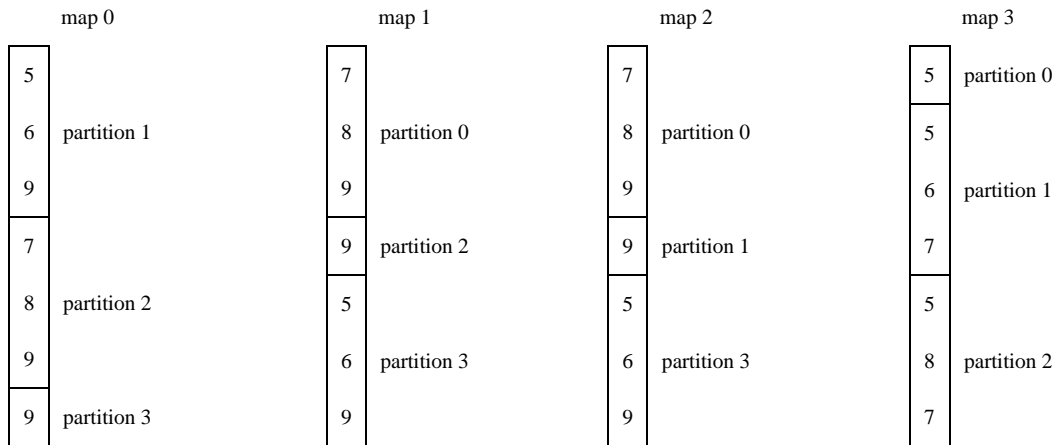 map 0 map 1 map 2 map 3
5 7 7 5 partition 0
6 partition 1 8 partition 0 8 partition 0 5
9 9 9 6 partition 1
7 9 partition 2 9 partition 1 7
8 partition 2 5 5 5
9 6 partition 3 6 partition 3 8 partition 2
9 partition 3 9 9 7